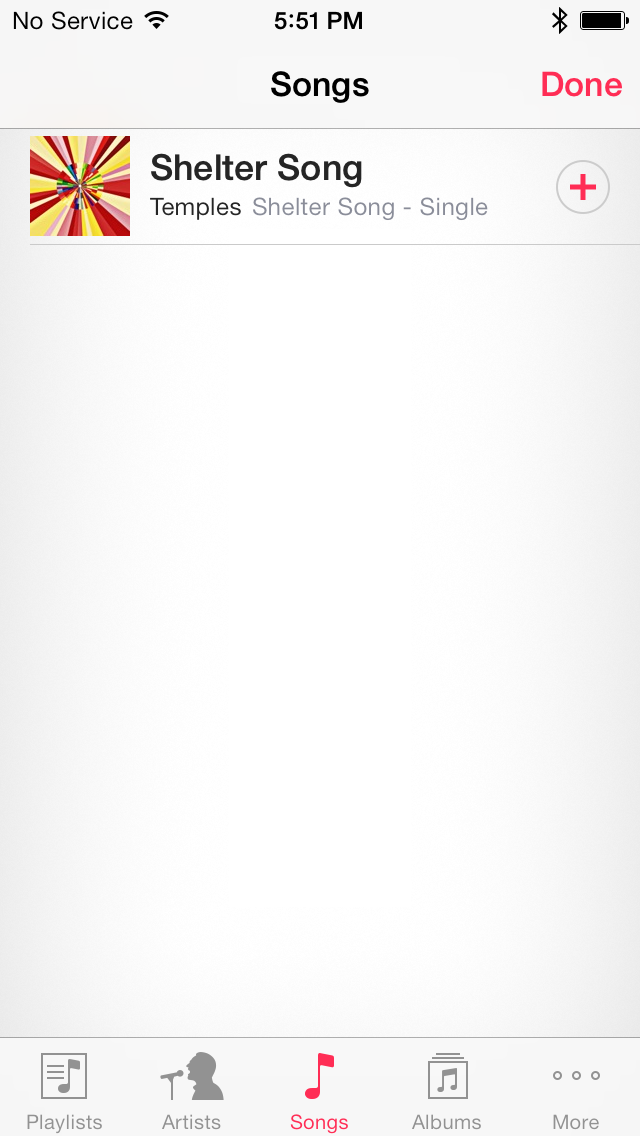 No Service 5:51 PM
Songs Done
Shelter Song
Temples Shelter Song - Single
Playlists Artists Songs Albums More